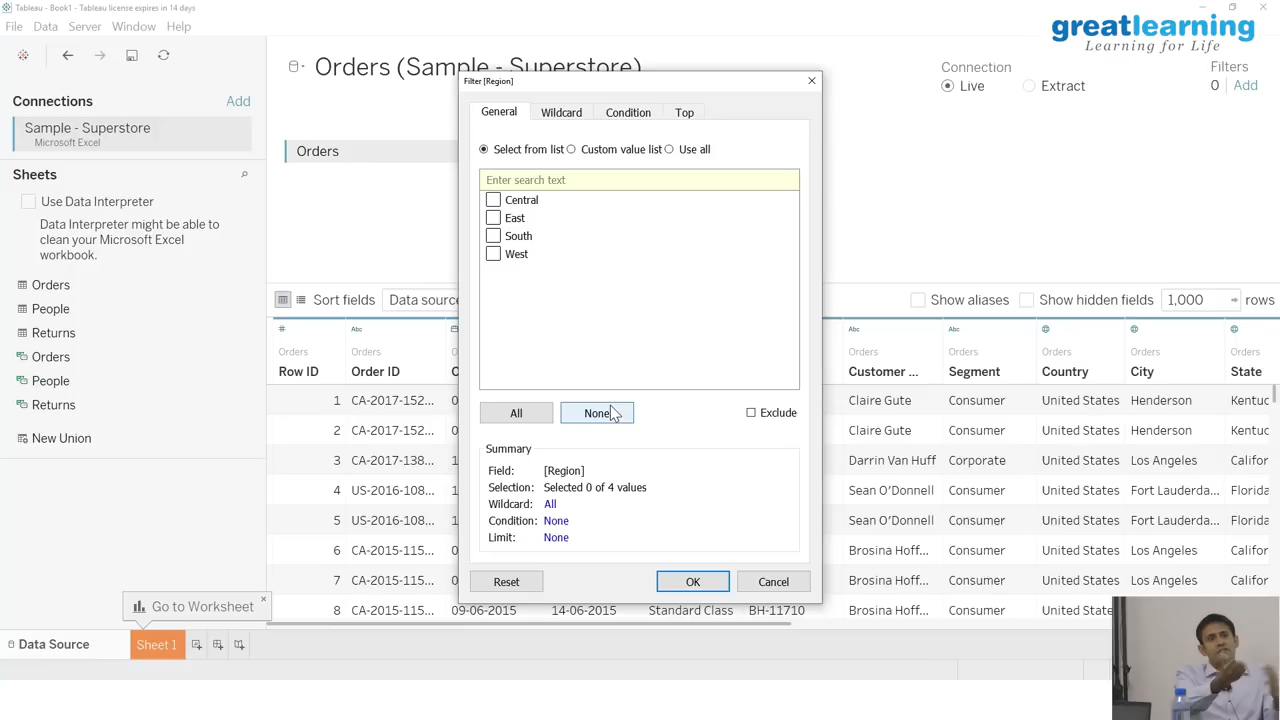 Tableau - Book1 - Tableau license expires in 14 days
File Data Server Window Help
greatlearning
Learning for Life
Connections
Add
Sample - Superstore
Microsoft Excel
Sheets
Use Data Interpreter
Data Interpreter might be able to
clean your Microsoft Excel
workbook.
Orders
People
Returns
Orders
People
Returns
New Union
Orders (Sample - Superstore)
Connection
Live Extract
Filters
0 Add
Orders
Sort fields Data source
Show aliases Show hidden fields 1,000 rows
Filter [Region]
General Wildcard Condition Top
Select from list Custom value list Use all
Enter search text
Central
East
South
West
All None Exclude
Summary
Field: [Region]
Selection: Selected 0 of 4 values
Wildcard: All
Condition: None
Limit: None
Reset OK Cancel
# Abc Abc Abc
Orders Orders Orders Orders Orders Orders Orders
Row ID Order ID Customer ... Segment Country City State
1 CA-2017-152... Claire Gute Consumer United States Henderson Kentuc
2 CA-2017-152... Claire Gute Consumer United States Henderson Kentuc
3 CA-2017-138... Darrin Van Huff Corporate United States Los Angeles Califor
4 US-2016-108... Sean O'Donnell Consumer United States Fort Lauderda... Florida
5 US-2016-108... Sean O'Donnell Consumer United States Fort Lauderda... Florida
6 CA-2015-115... Brosina Hoff... Consumer United States Los Angeles Califor
7 CA-2015-115... Brosina Hoff... Consumer United States Los Angeles Califor
8 CA-2015-115... 09-06-2015 14-06-2015 Standard Class BH-11710 Brosina Hoff... Consumer United States Los Angeles Califor
Go to Worksheet
Data Source Sheet 1